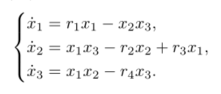 ẋ₁ = r₁x₁ − x₂x₃,
ẋ₂ = x₁x₃ − r₂x₂ + r₃x₁,
ẋ₃ = x₁x₂ − r₄x₃.